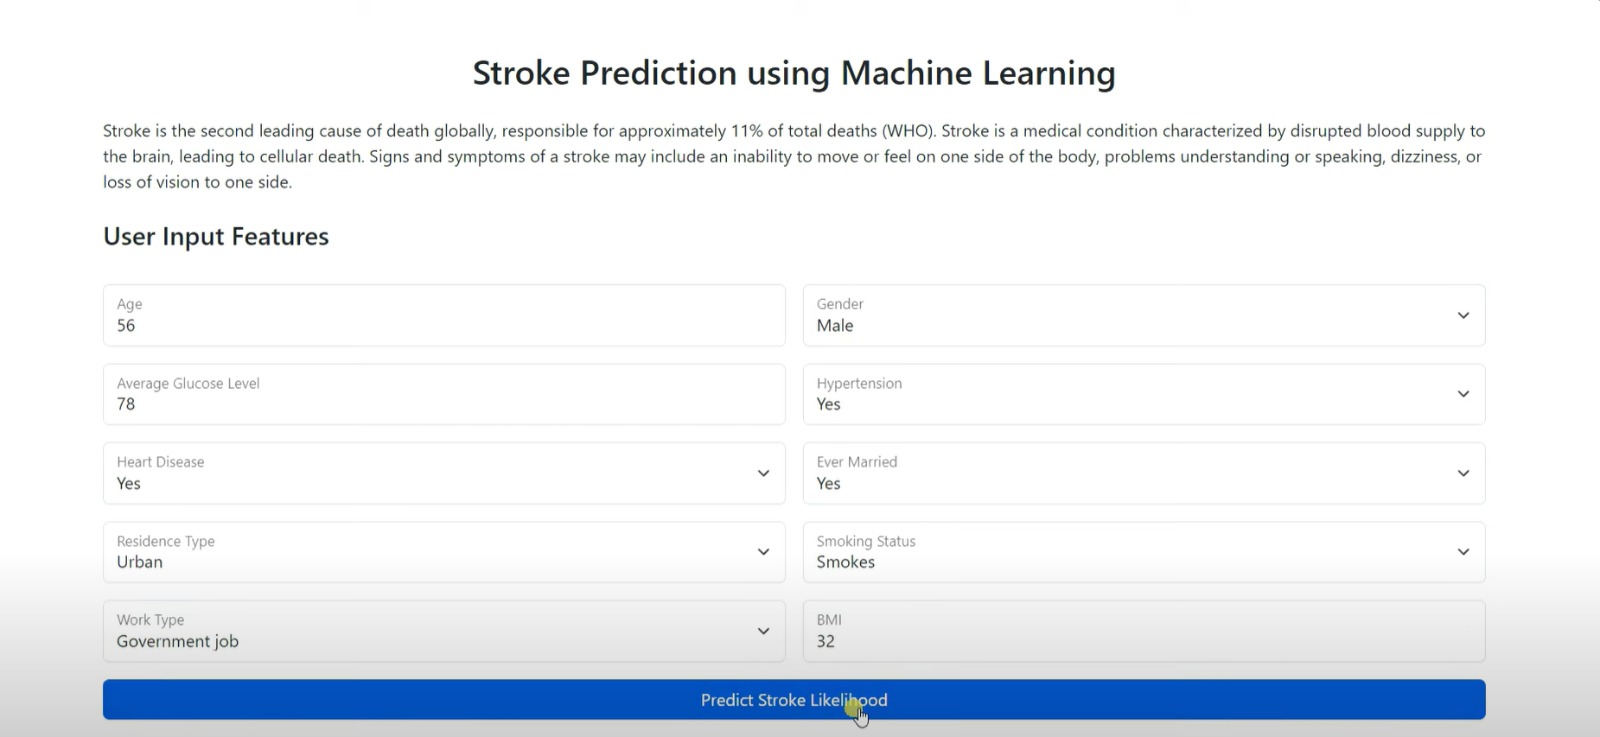 Stroke Prediction using Machine Learning
Stroke is the second leading cause of death globally, responsible for approximately 11% of total deaths (WHO). Stroke is a medical condition characterized by disrupted blood supply to
the brain, leading to cellular death. Signs and symptoms of a stroke may include an inability to move or feel on one side of the body, problems understanding or speaking, dizziness, or
loss of vision to one side.
User Input Features
Age
56
Gender
Male
Average Glucose Level
78
Hypertension
Yes
Heart Disease
Yes
Ever Married
Yes
Residence Type
Urban
Smoking Status
Smokes
Work Type
Government job
BMI
32
Predict Stroke Likelihood